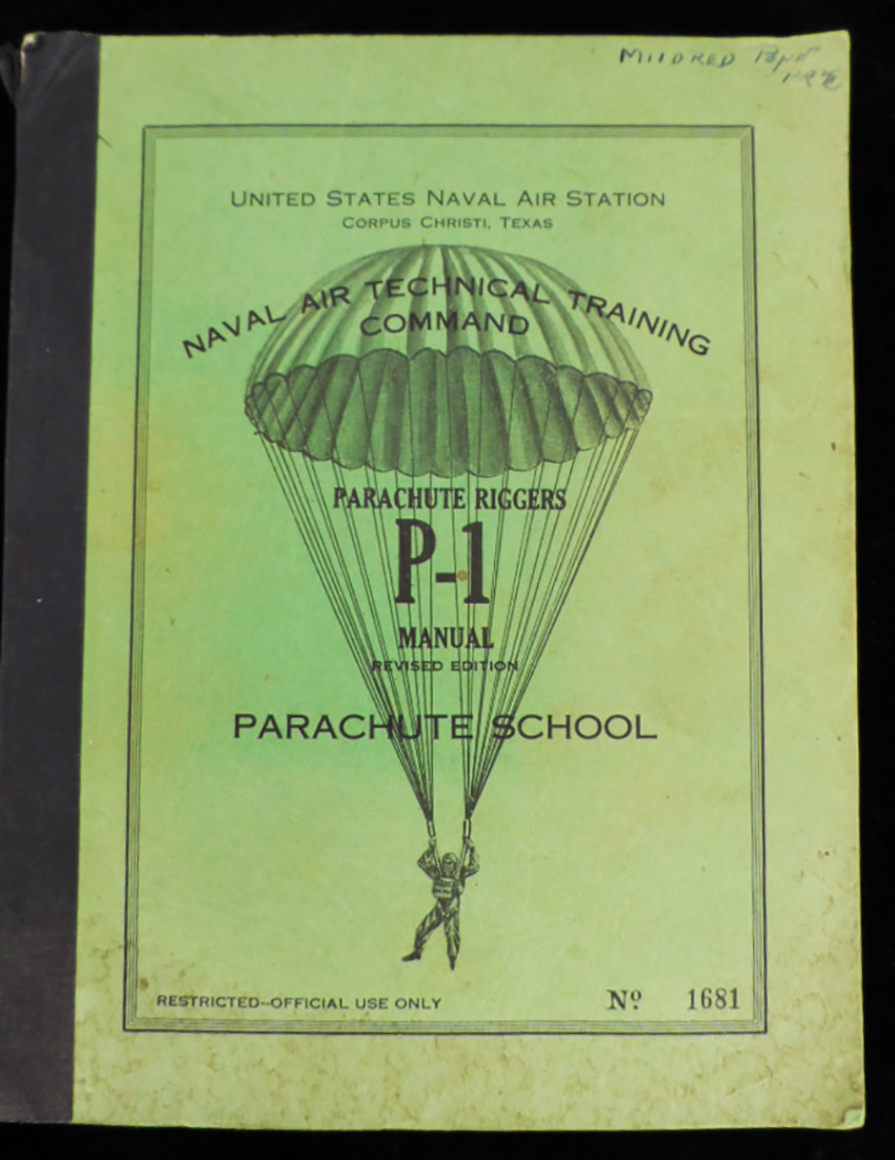 MILDRED
UNITED STATES NAVAL AIR STATION
CORPUS CHRISTI, TEXAS
NAVAL AIR TECHNICAL TRAINING
COMMAND
PARACHUTE RIGGERS
P-1
MANUAL
REVISED EDITION
PARACHUTE SCHOOL
RESTRICTED--OFFICIAL USE ONLY
Nº 1681